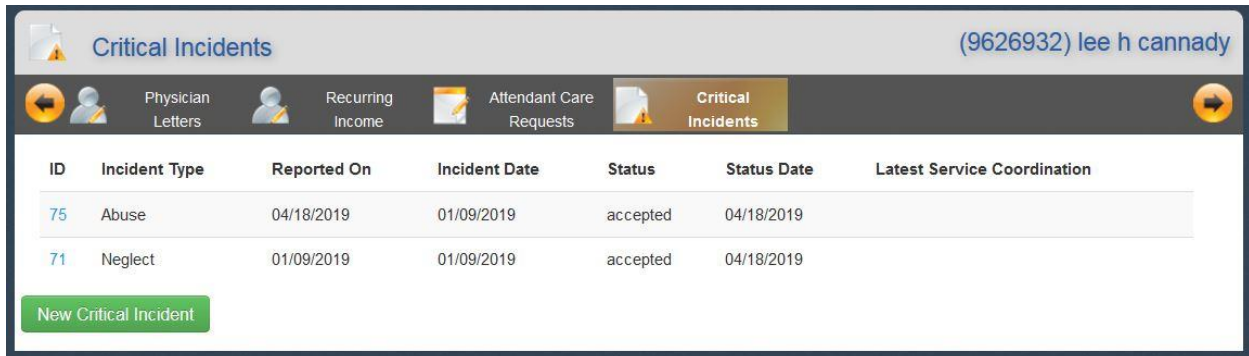 Critical Incidents (9626932) lee h cannady
Physician Letters Recurring Income Attendant Care Requests Critical Incidents
ID Incident Type Reported On Incident Date Status Status Date Latest Service Coordination
75 Abuse 04/18/2019 01/09/2019 accepted 04/18/2019
71 Neglect 01/09/2019 01/09/2019 accepted 04/18/2019
New Critical Incident